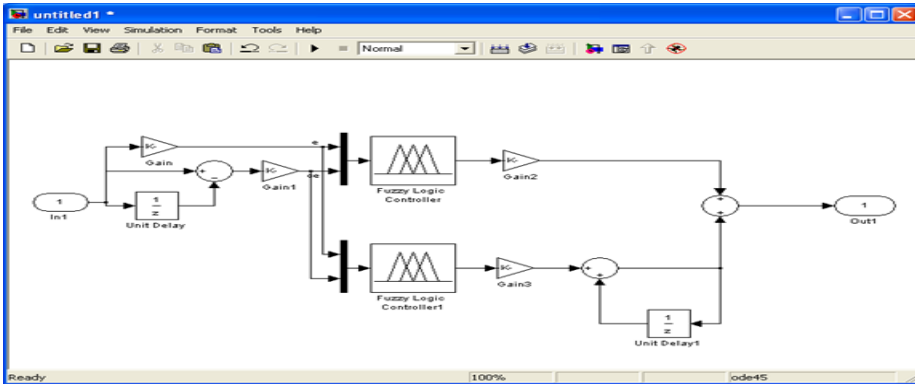 untitled1 *
File Edit View Simulation Format Tools Help
Normal
e
Gain
Gain1
ce
1
In1
1
z
Unit Delay
Fuzzy Logic
Controller
Gain2
1
Out1
Fuzzy Logic
Controller1
Gain3
1
z
Unit Delay1
Ready 100% ode45